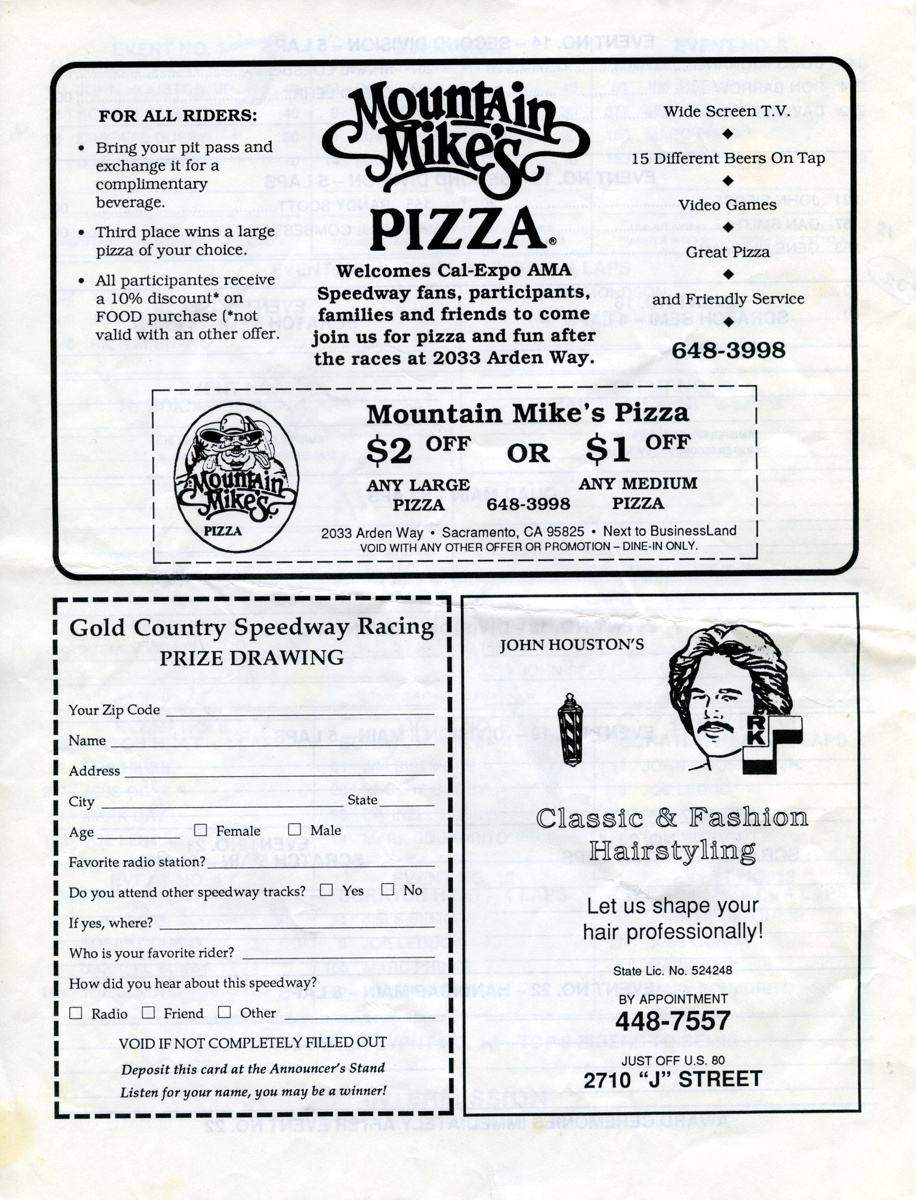 FOR ALL RIDERS:
• Bring your pit pass and
exchange it for a
complimentary
beverage.
• Third place wins a large
pizza of your choice.
• All participantes receive
a 10% discount* on
FOOD purchase (*not
valid with an other offer.
Mountain
Mike's
PIZZA®
Welcomes Cal-Expo AMA
Speedway fans, participants,
families and friends to come
join us for pizza and fun after
the races at 2033 Arden Way.
Wide Screen T.V.
◆
15 Different Beers On Tap
◆
Video Games
◆
Great Pizza
◆
and Friendly Service
◆
648-3998
Mountain
Mike's
PIZZA
Mountain Mike's Pizza
$2 OFF OR $1 OFF
ANY LARGE ANY MEDIUM
PIZZA 648-3998 PIZZA
2033 Arden Way • Sacramento, CA 95825 • Next to BusinessLand
VOID WITH ANY OTHER OFFER OR PROMOTION – DINE-IN ONLY.
Gold Country Speedway Racing
PRIZE DRAWING
Your Zip Code
Name
Address
City State
Age □ Female □ Male
Favorite radio station?
Do you attend other speedway tracks? □ Yes □ No
If yes, where?
Who is your favorite rider?
How did you hear about this speedway?
□ Radio □ Friend □ Other
VOID IF NOT COMPLETELY FILLED OUT
Deposit this card at the Announcer's Stand
Listen for your name, you may be a winner!
JOHN HOUSTON'S
RK
Classic & Fashion
Hairstyling
Let us shape your
hair professionally!
State Lic. No. 524248
BY APPOINTMENT
448-7557
JUST OFF U.S. 80
2710 "J" STREET